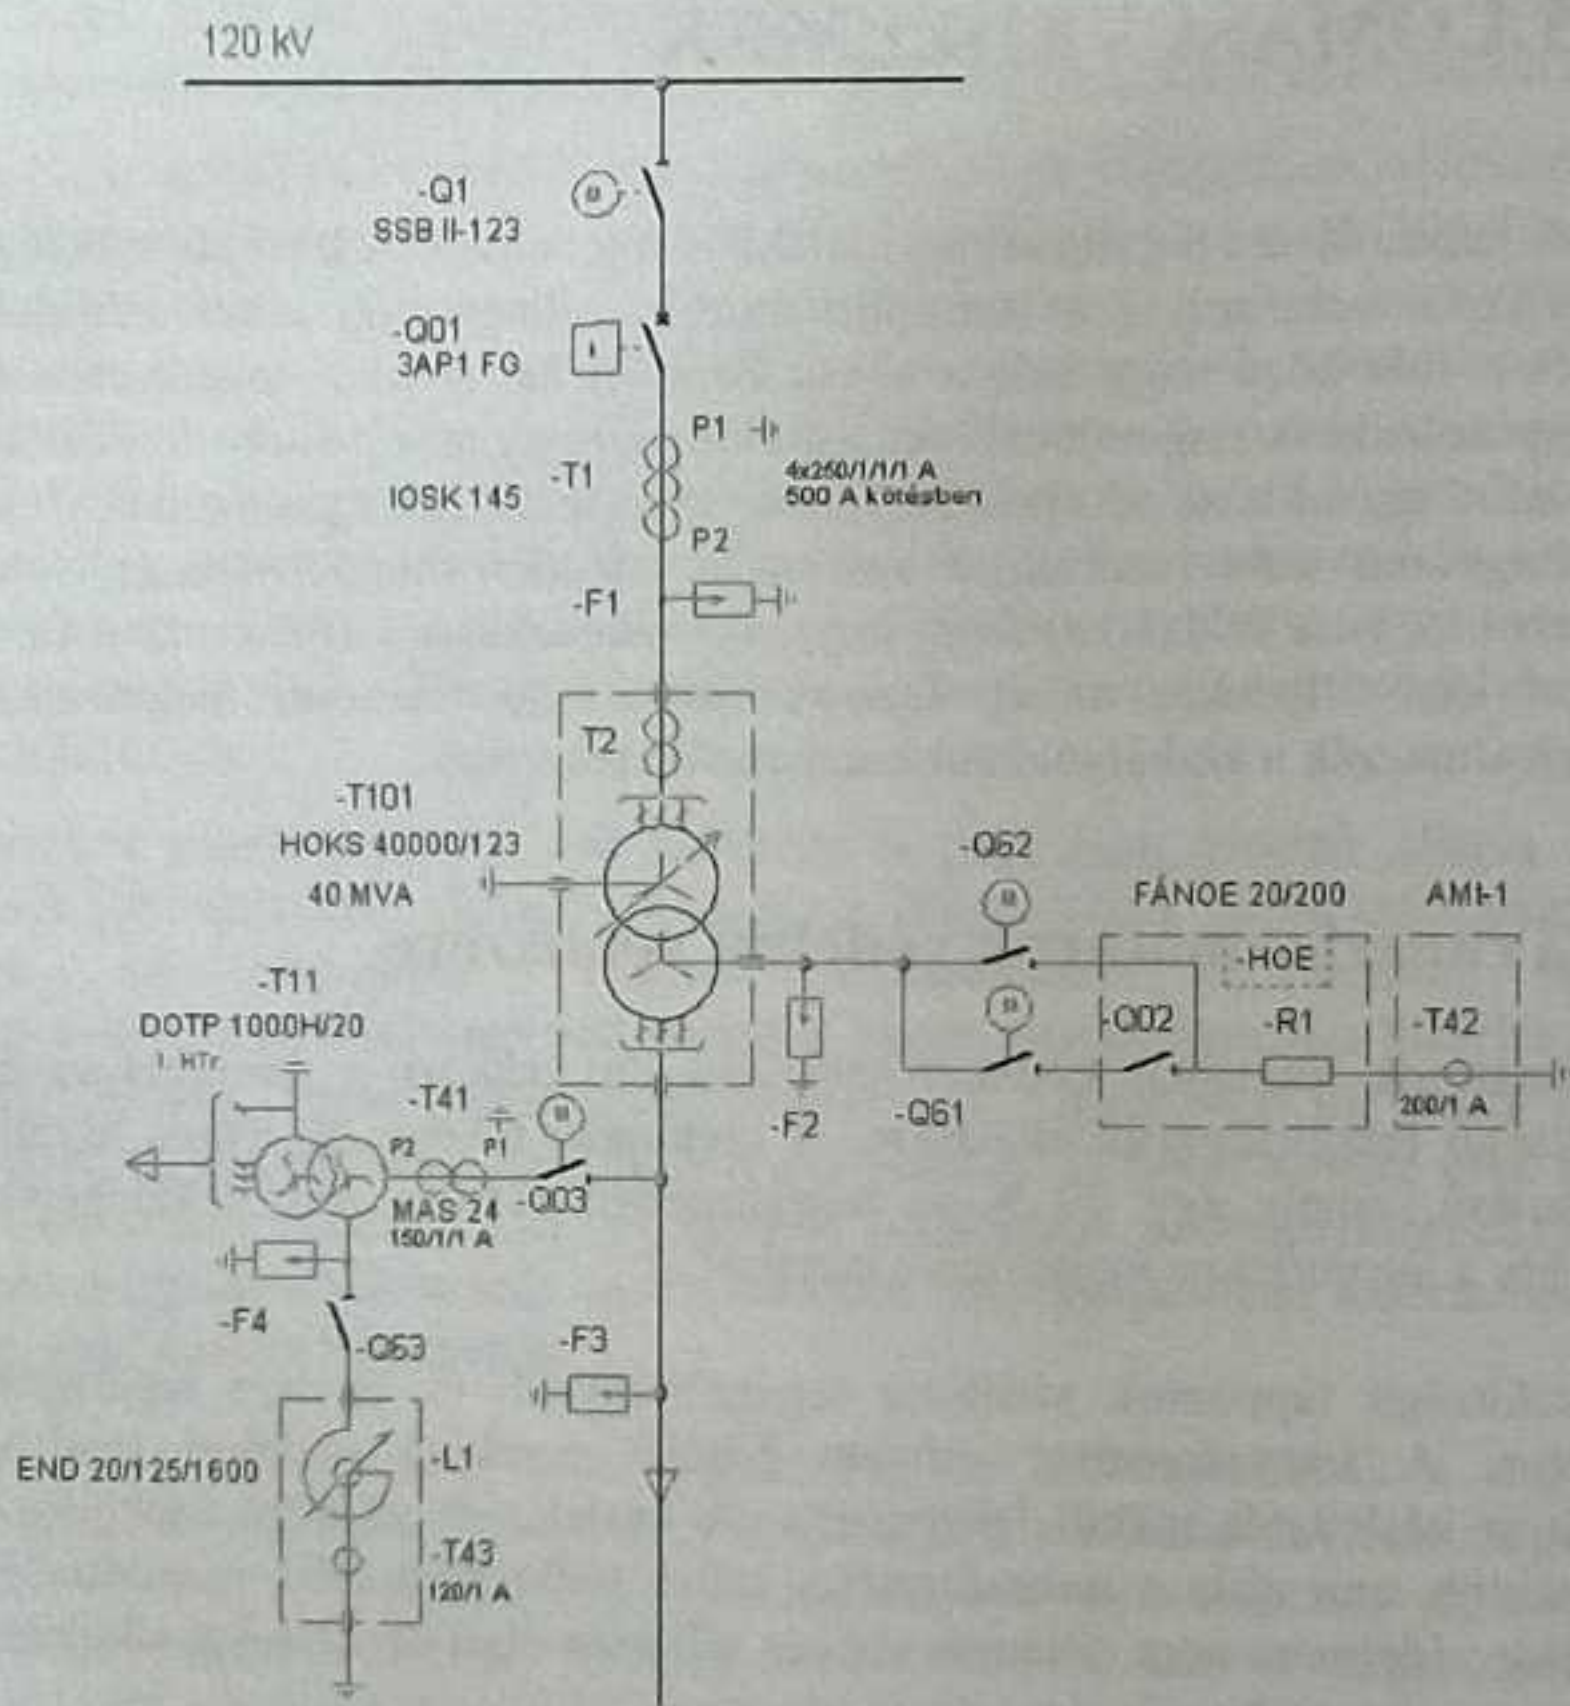 120 kV
-Q1
SSB II-123
-Q01
3AP1 FG
P1
-T1
IOSK 145
4x250/1/1/1 A
500 A kötésben
P2
-F1
T2
-T101
HOKS 40000/123
40 MVA
-Q62
FÁNOE 20/200
AMI-1
-HOE
-T11
DOTP 1000H/20
1. HTr.
-Q02
-R1
-T42
200/1 A
-T41
M
M
M
M
-F2
-Q61
P2
P1
-Q03
MAS 24
150/1/1 A
-F4
-Q63
-F3
END 20/125/1600
-L1
-T43
120/1 A